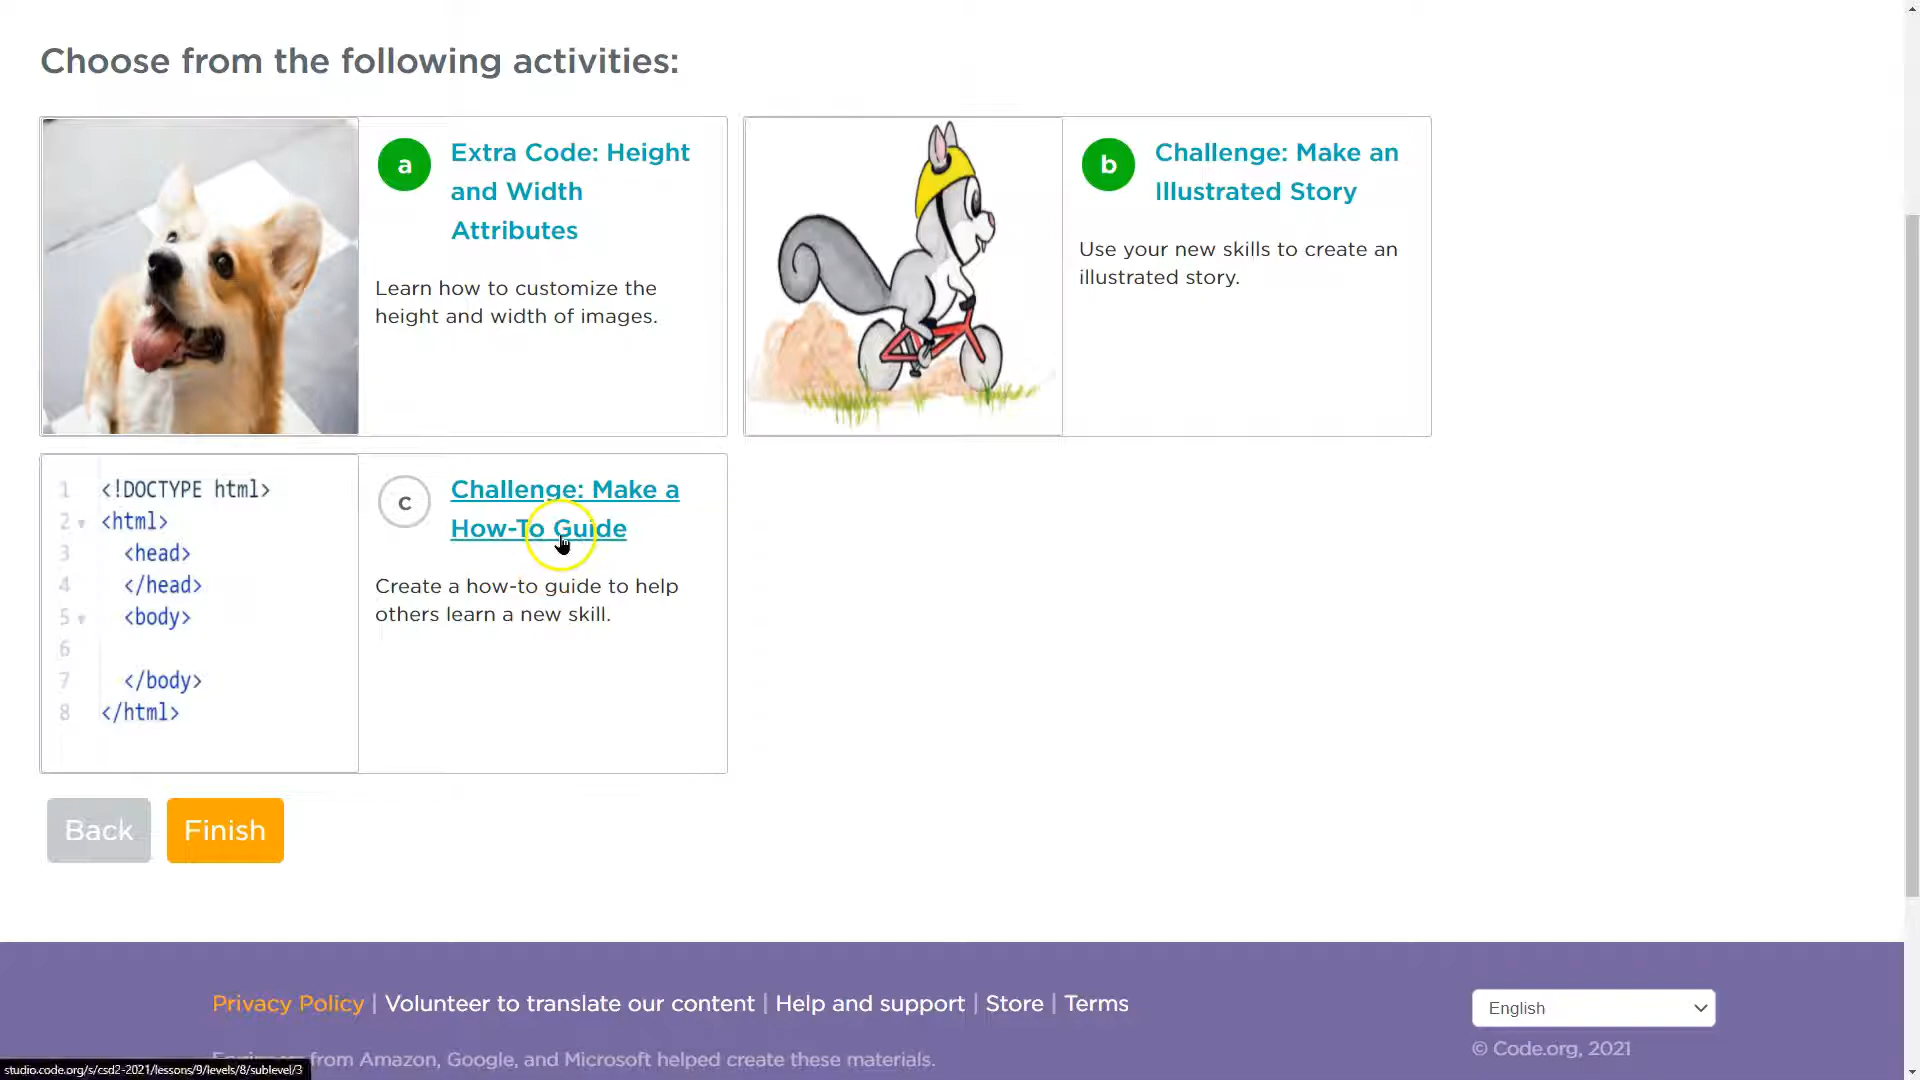 Choose from the following activities:
a
Extra Code: Height
and Width
Attributes
Learn how to customize the
height and width of images.
b
Challenge: Make an
Illustrated Story
Use your new skills to create an
illustrated story.
1 <!DOCTYPE html>
2 <html>
3 <head>
4 </head>
5 <body>
6
7 </body>
8 </html>
c
Challenge: Make a
How-To Guide
Create a how-to guide to help
others learn a new skill.
Back
Finish
Privacy Policy | Volunteer to translate our content | Help and support | Store | Terms
English
© Code.org, 2021
from Amazon, Google, and Microsoft helped create these materials.
studio.code.org/s/csd2-2021/lessons/9/levels/8/sublevel/3